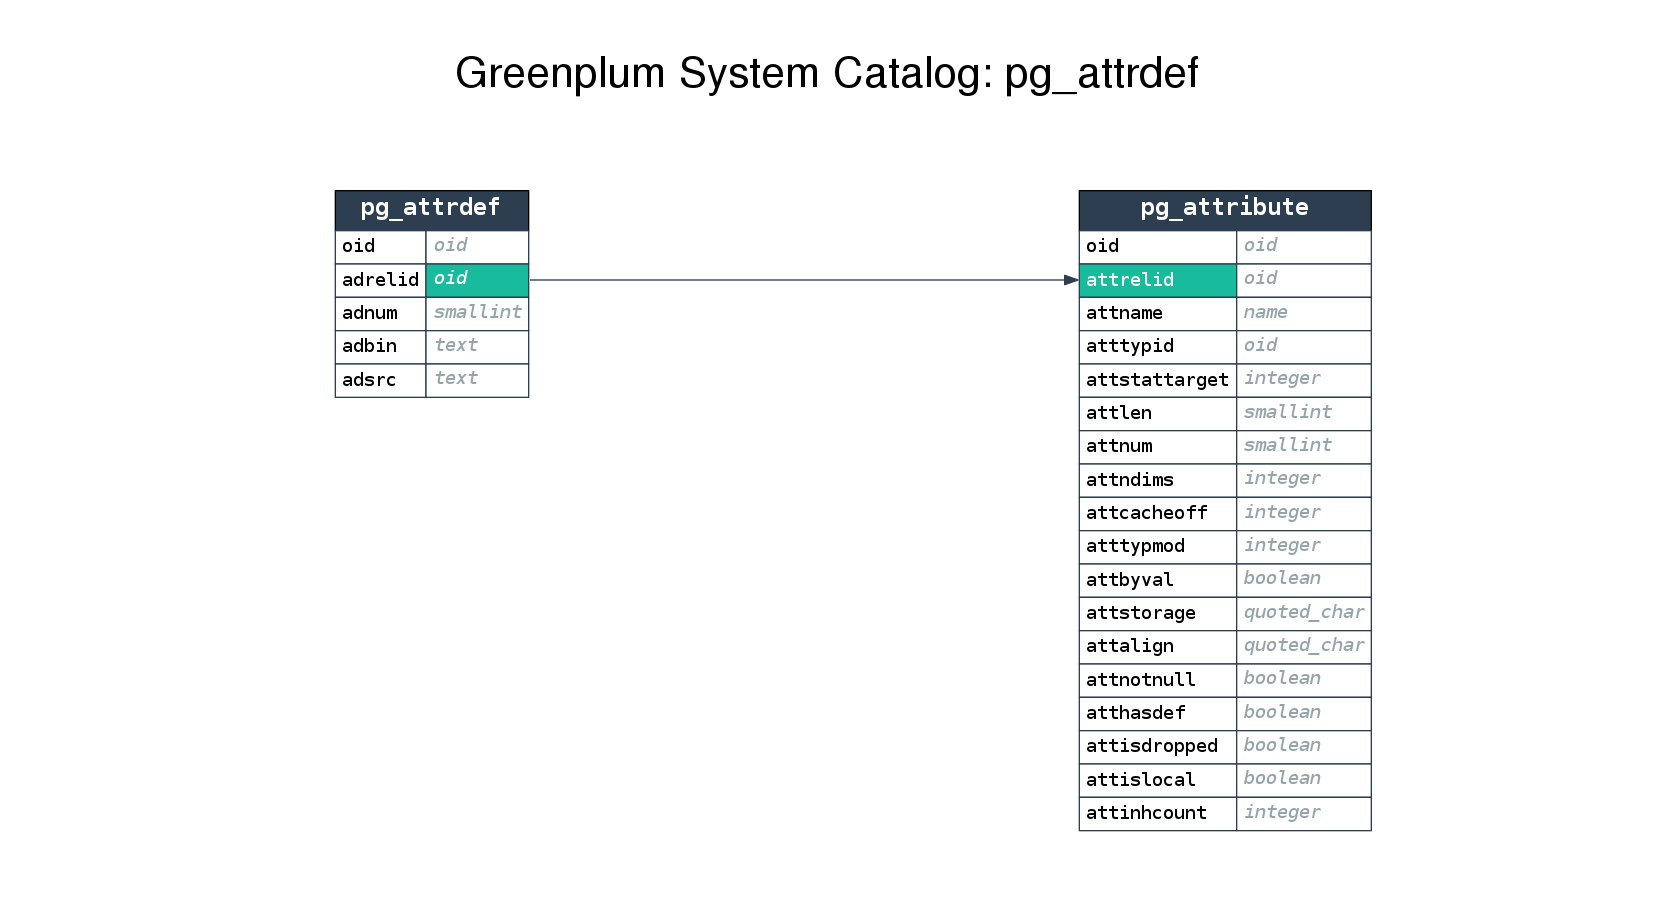 Greenplum System Catalog: pg_attrdef
pg_attrdef
oid oid
adrelid oid
adnum smallint
adbin text
adsrc text
pg_attribute
oid oid
attrelid oid
attname name
atttypid oid
attstattarget integer
attlen smallint
attnum smallint
attndims integer
attcacheoff integer
atttypmod integer
attbyval boolean
attstorage quoted_char
attalign quoted_char
attnotnull boolean
atthasdef boolean
attisdropped boolean
attislocal boolean
attinhcount integer